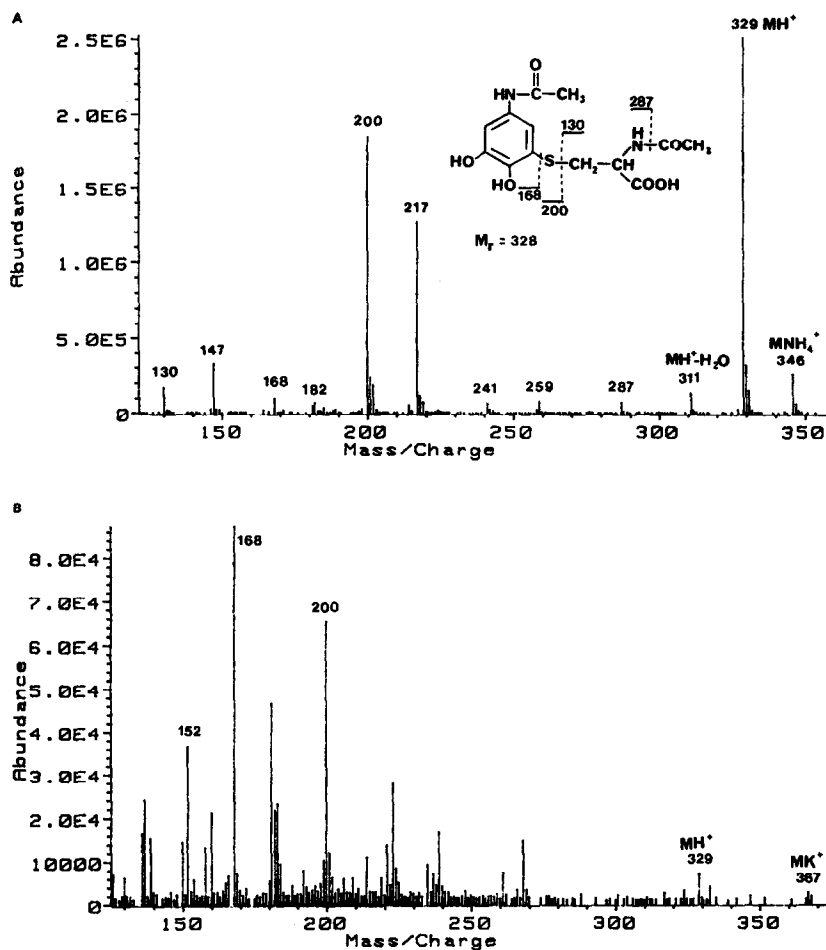 A
2.5E6
2.0E6
1.5E6
1.0E6
5.0E5
0
Abundance
130
147
168
182
200
217
241
259
287
MH⁺-H₂O
311
329 MH⁺
MNH₄⁺
346
O
HN—C—CH₃
HO
HO
S—CH₂—CH
H
N—COCH₃
COOH
130
287
168
200
Mᵣ = 328
150
200
250
300
350
Mass/Charge
B
8.0E4
7.0E4
6.0E4
5.0E4
4.0E4
3.0E4
2.0E4
10000
0
Abundance
152
168
200
MH⁺
329
MK⁺
367
150
200
250
300
350
Mass/Charge